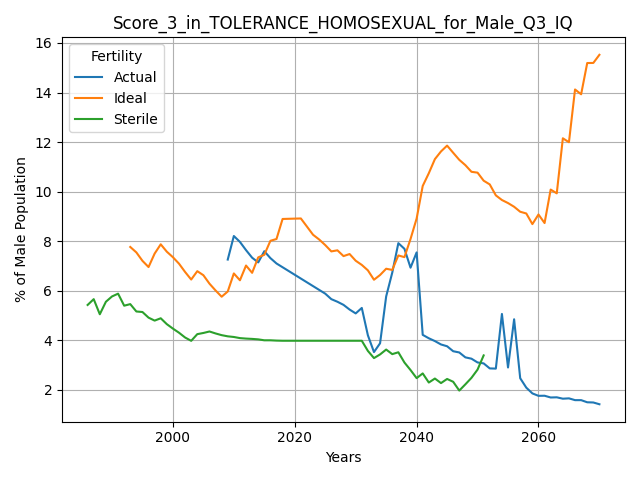 Score_3_in_TOLERANCE_HOMOSEXUAL_for_Male_Q3_IQ
16
14
12
10
8
6
4
2
% of Male Population
Fertility
Actual
Ideal
Sterile
2000
2020
2040
2060
Years